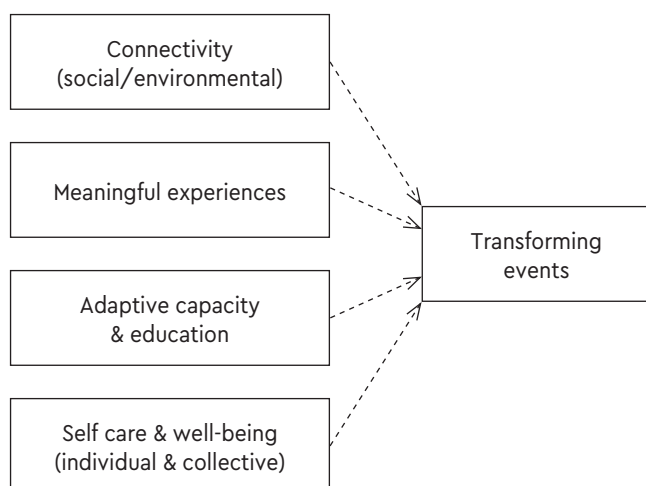 Connectivity
(social/environmental)
Meaningful experiences
Adaptive capacity
& education
Self care & well-being
(individual & collective)
Transforming
events